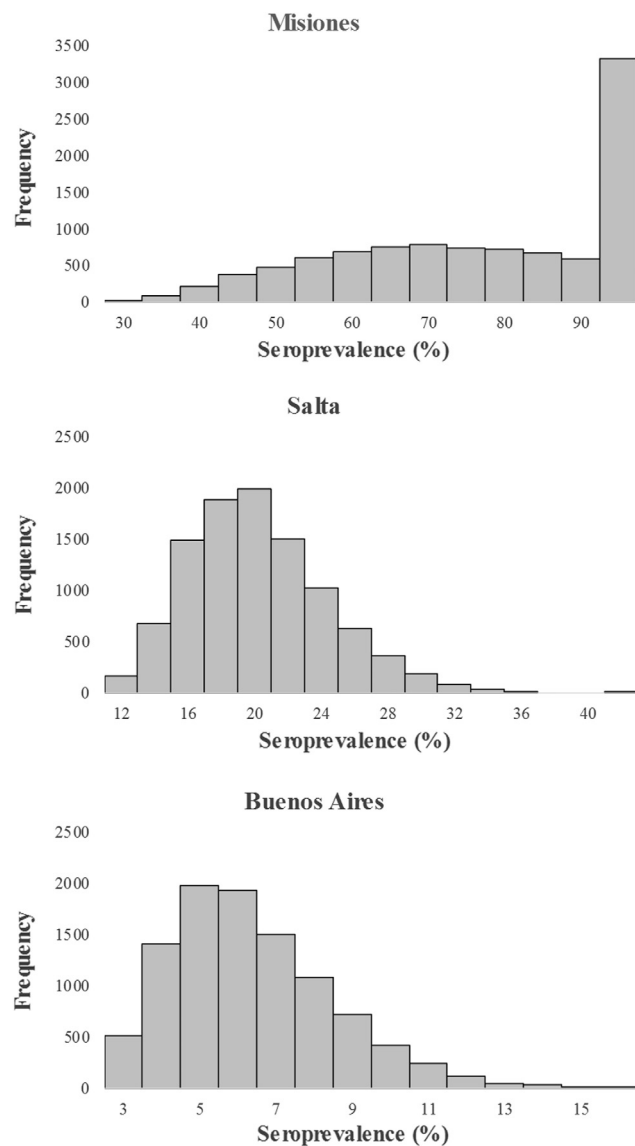 Misiones
3500
3000
2500
2000
1500
1000
500
0
Frequency
30 40 50 60 70 80 90
Seroprevalence (%)
Salta
2500
2000
1500
1000
500
0
Frequency
12 16 20 24 28 32 36 40
Seroprevalence (%)
Buenos Aires
2500
2000
1500
1000
500
0
Frequency
3 5 7 9 11 13 15
Seroprevalence (%)